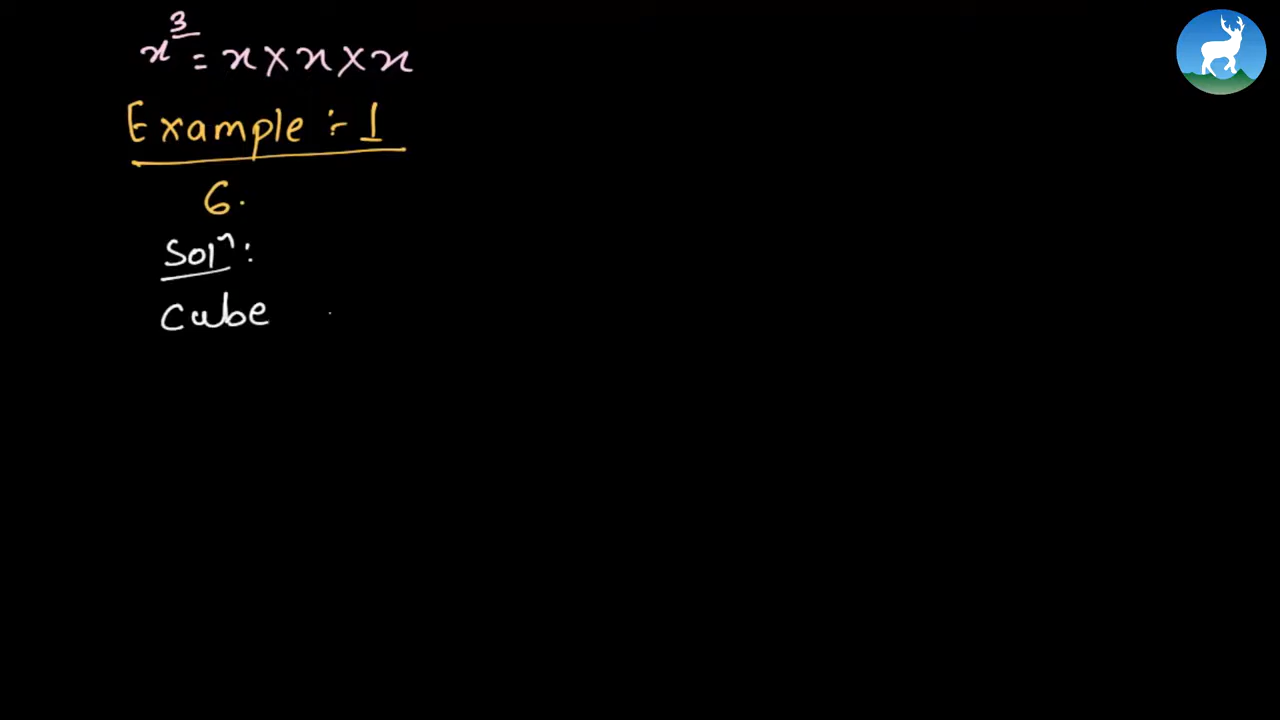 x³ = x × x × x
Example :- 1
6.
Solⁿ :
Cube